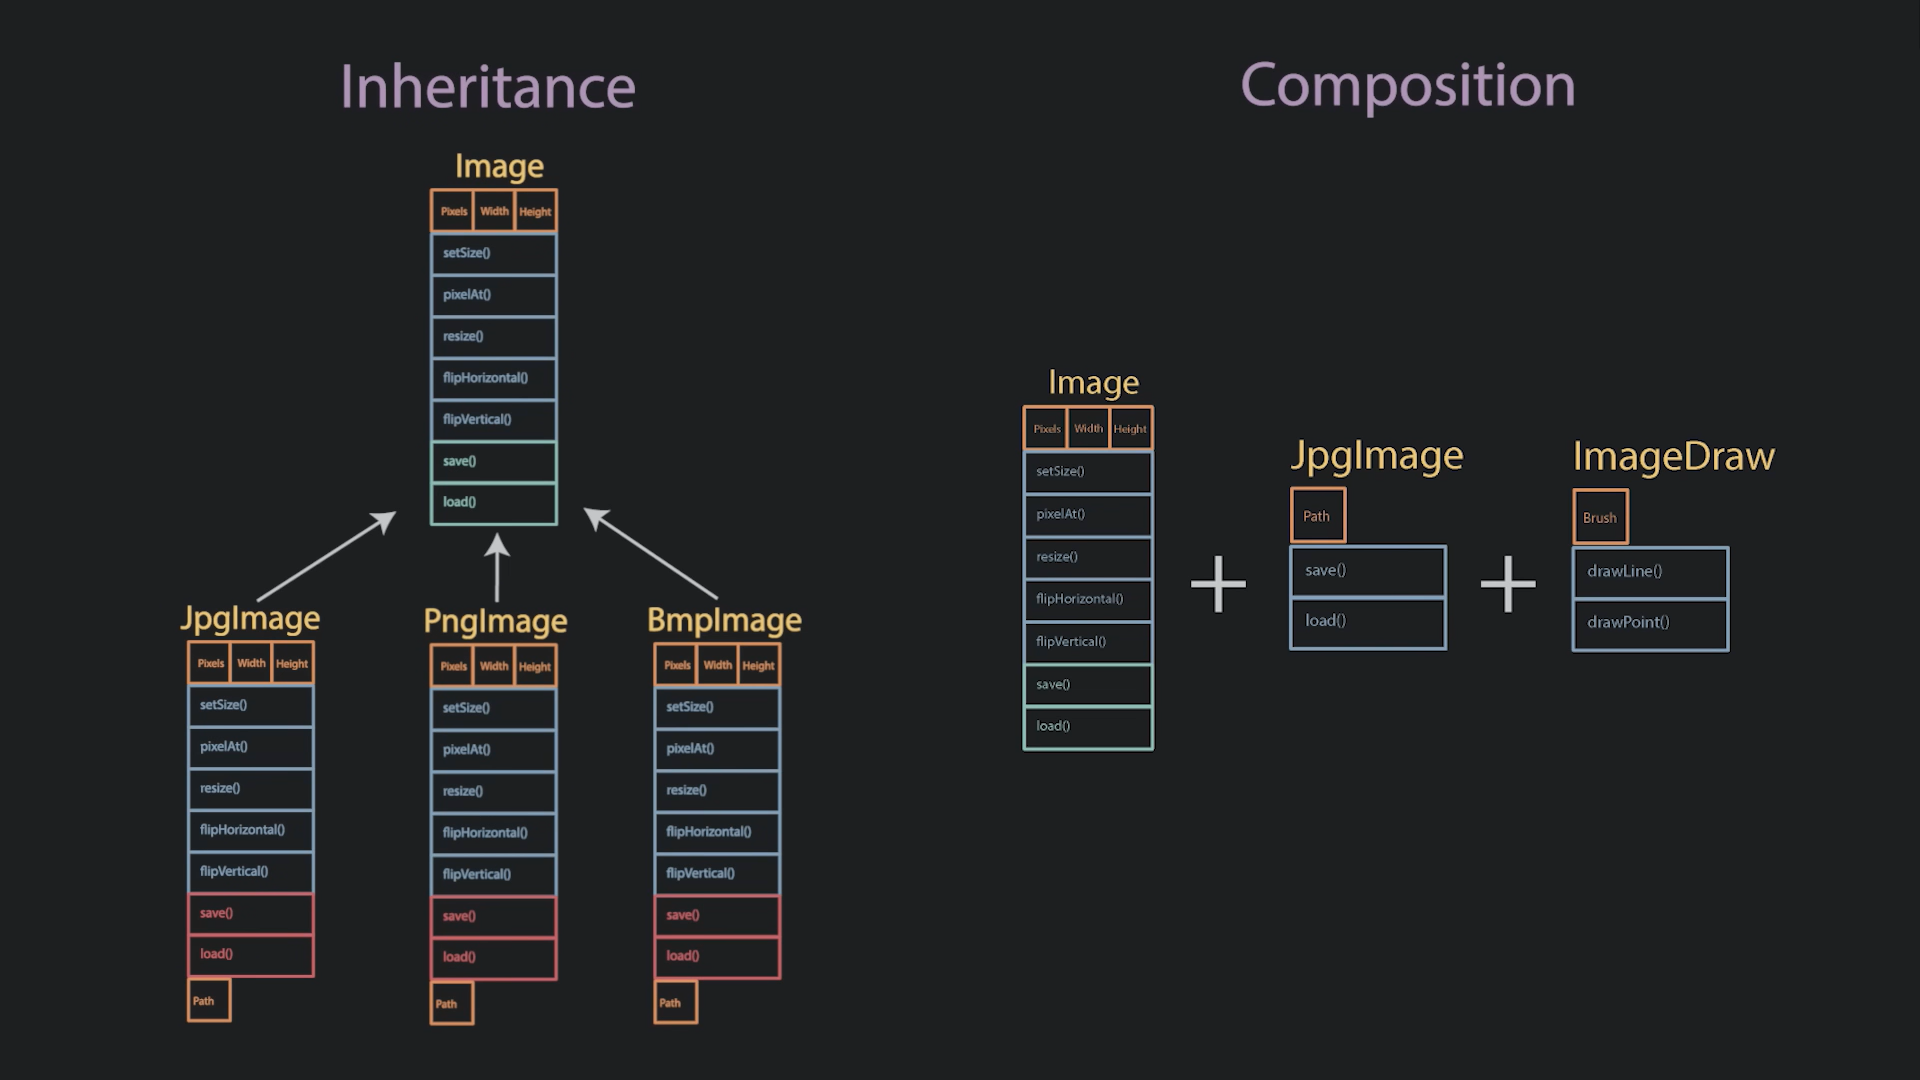 Inheritance
Image
Pixels Width Height
setSize()
pixelAt()
resize()
flipHorizontal()
flipVertical()
save()
load()
JpgImage
Pixels Width Height
setSize()
pixelAt()
resize()
flipHorizontal()
flipVertical()
save()
load()
Path
PngImage
Pixels Width Height
setSize()
pixelAt()
resize()
flipHorizontal()
flipVertical()
save()
load()
Path
BmpImage
Pixels Width Height
setSize()
pixelAt()
resize()
flipHorizontal()
flipVertical()
save()
load()
Path
Composition
Image
Pixels Width Height
setSize()
pixelAt()
resize()
flipHorizontal()
flipVertical()
save()
load()
+
JpgImage
Path
save()
load()
+
ImageDraw
Brush
drawLine()
drawPoint()